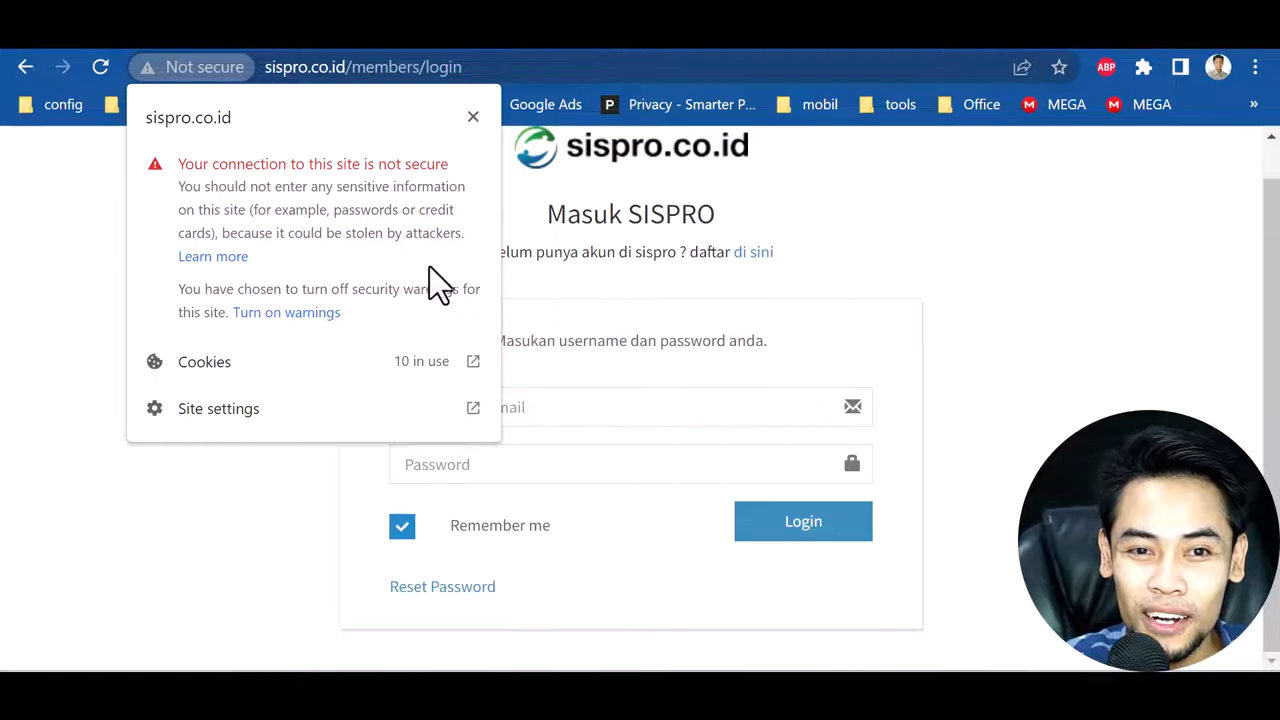 Not secure sispro.co.id/members/login ABP
config Google Ads P Privacy - Smarter P... mobil tools Office M MEGA M MEGA »
sispro.co.id
Your connection to this site is not secure
You should not enter any sensitive information
on this site (for example, passwords or credit
cards), because it could be stolen by attackers.
Learn more
You have chosen to turn off security for
this site. Turn on warnings
Cookies 10 in use
Site settings
sispro.co.id
Masuk SISPRO
punya akun di sispro ? daftar di sini
Masukan username dan password anda.
Password
Remember me Login
Reset Password